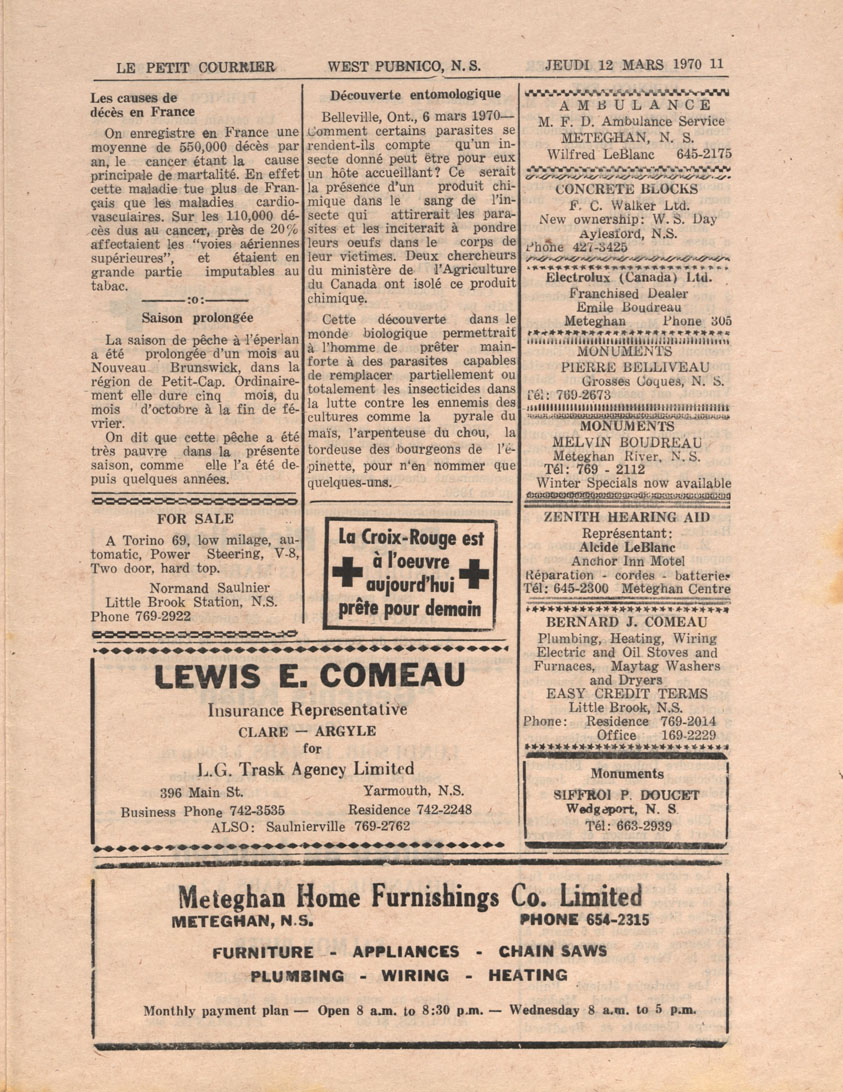 LE PETIT COURRIER WEST PUBNICO, N.S. JEUDI 12 MARS 1970 11
Les causes de
décès en France
On enregistre en France une
moyenne de 550,000 décès par
an, le cancer étant la cause
principale de martalité. En effet
cette maladie tue plus de Fran-
çais que les maladies cardio-
vasculaires. Sur les 110,000 dé-
cès dus au cancer, près de 20%
affectaient les "voies aériennes
supérieures", et étaient en
grande partie imputables au
tabac.
:o:
Saison prolongée
La saison de pêche à l'éperlan
a été prolongée d'un mois au
Nouveau Brunswick, dans la
région de Petit-Cap. Ordinaire-
ment elle dure cinq mois, du
mois d'octobre à la fin de fé-
vrier.
On dit que cette pêche a été
très pauvre dans la présente
saison, comme elle l'a été de-
puis quelques années.
FOR SALE
A Torino 69, low milage, au-
tomatic, Power Steering, V-8,
Two door, hard top.
Normand Saulnier
Little Brook Station, N.S.
Phone 769-2922
Découverte entomologique
Belleville, Ont., 6 mars 1970—
Comment certains parasites se
rendent-ils compte qu'un in-
secte donné peut être pour eux
un hôte accueillant? Ce serait
la présence d'un produit chi-
mique dans le sang de l'in-
secte qui attirerait les para-
sites et les inciterait à pondre
leurs oeufs dans le corps de
leur victimes. Deux chercheurs
du ministère de l'Agriculture
du Canada ont isolé ce produit
chimique.
Cette découverte dans le
monde biologique permettrait
à l'homme de prêter main-
forte à des parasites capables
de remplacer partiellement ou
totalement les insecticides dans
la lutte contre les ennemis des
cultures comme la pyrale du
maïs, l'arpenteuse du chou, la
tordeuse des bourgeons de l'é-
pinette, pour n'en nommer que
quelques-uns.
La Croix-Rouge est
à l'oeuvre
aujourd'hui
prête pour demain
LEWIS E. COMEAU
Insurance Representative
CLARE — ARGYLE
for
L.G. Trask Agency Limited
396 Main St. Yarmouth, N.S.
Business Phone 742-3535 Residence 742-2248
ALSO: Saulnierville 769-2762
AMBULANCE
M. F. D. Ambulance Service
METEGHAN, N. S.
Wilfred LeBlanc 645-2175
CONCRETE BLOCKS
F. C. Walker Ltd.
New ownership: W. S. Day
Aylesford, N.S.
Phone 427-3425
Electrolux (Canada) Ltd.
Franchised Dealer
Emile Boudreau
Meteghan Phone 305
MONUMENTS
PIERRE BELLIVEAU
Grosses Coques, N. S.
Tél: 769-2673
MONUMENTS
MELVIN BOUDREAU
Meteghan River, N. S.
Tél: 769 - 2112
Winter Specials now available
ZENITH HEARING AID
Représentant:
Alcide LeBlanc
Anchor Inn Motel
Réparation - cordes - batteries
Tél: 645-2300 Meteghan Centre
BERNARD J. COMEAU
Plumbing, Heating, Wiring
Electric and Oil Stoves and
Furnaces, Maytag Washers
and Dryers
EASY CREDIT TERMS
Little Brook, N.S.
Phone: Residence 769-2014
Office 169-2229
Monuments
SIFFROI P. DOUCET
Wedgeport, N. S
Tél: 663-2939
Meteghan Home Furnishings Co. Limited
METEGHAN, N.S. PHONE 654-2315
FURNITURE - APPLIANCES - CHAIN SAWS
PLUMBING - WIRING - HEATING
Monthly payment plan — Open 8 a.m. to 8:30 p.m. — Wednesday 8 a.m. to 5 p.m.